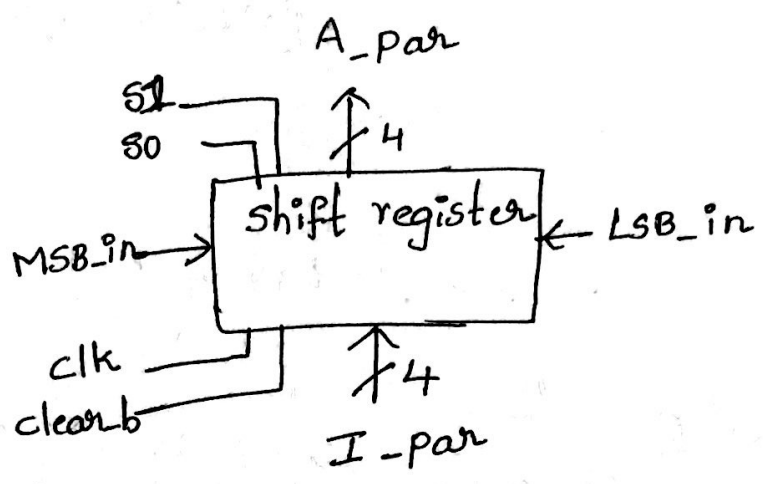 A_par
S1
S0
4
shift register
MSB_in
LSB_in
clk
4
clear_b
I_par